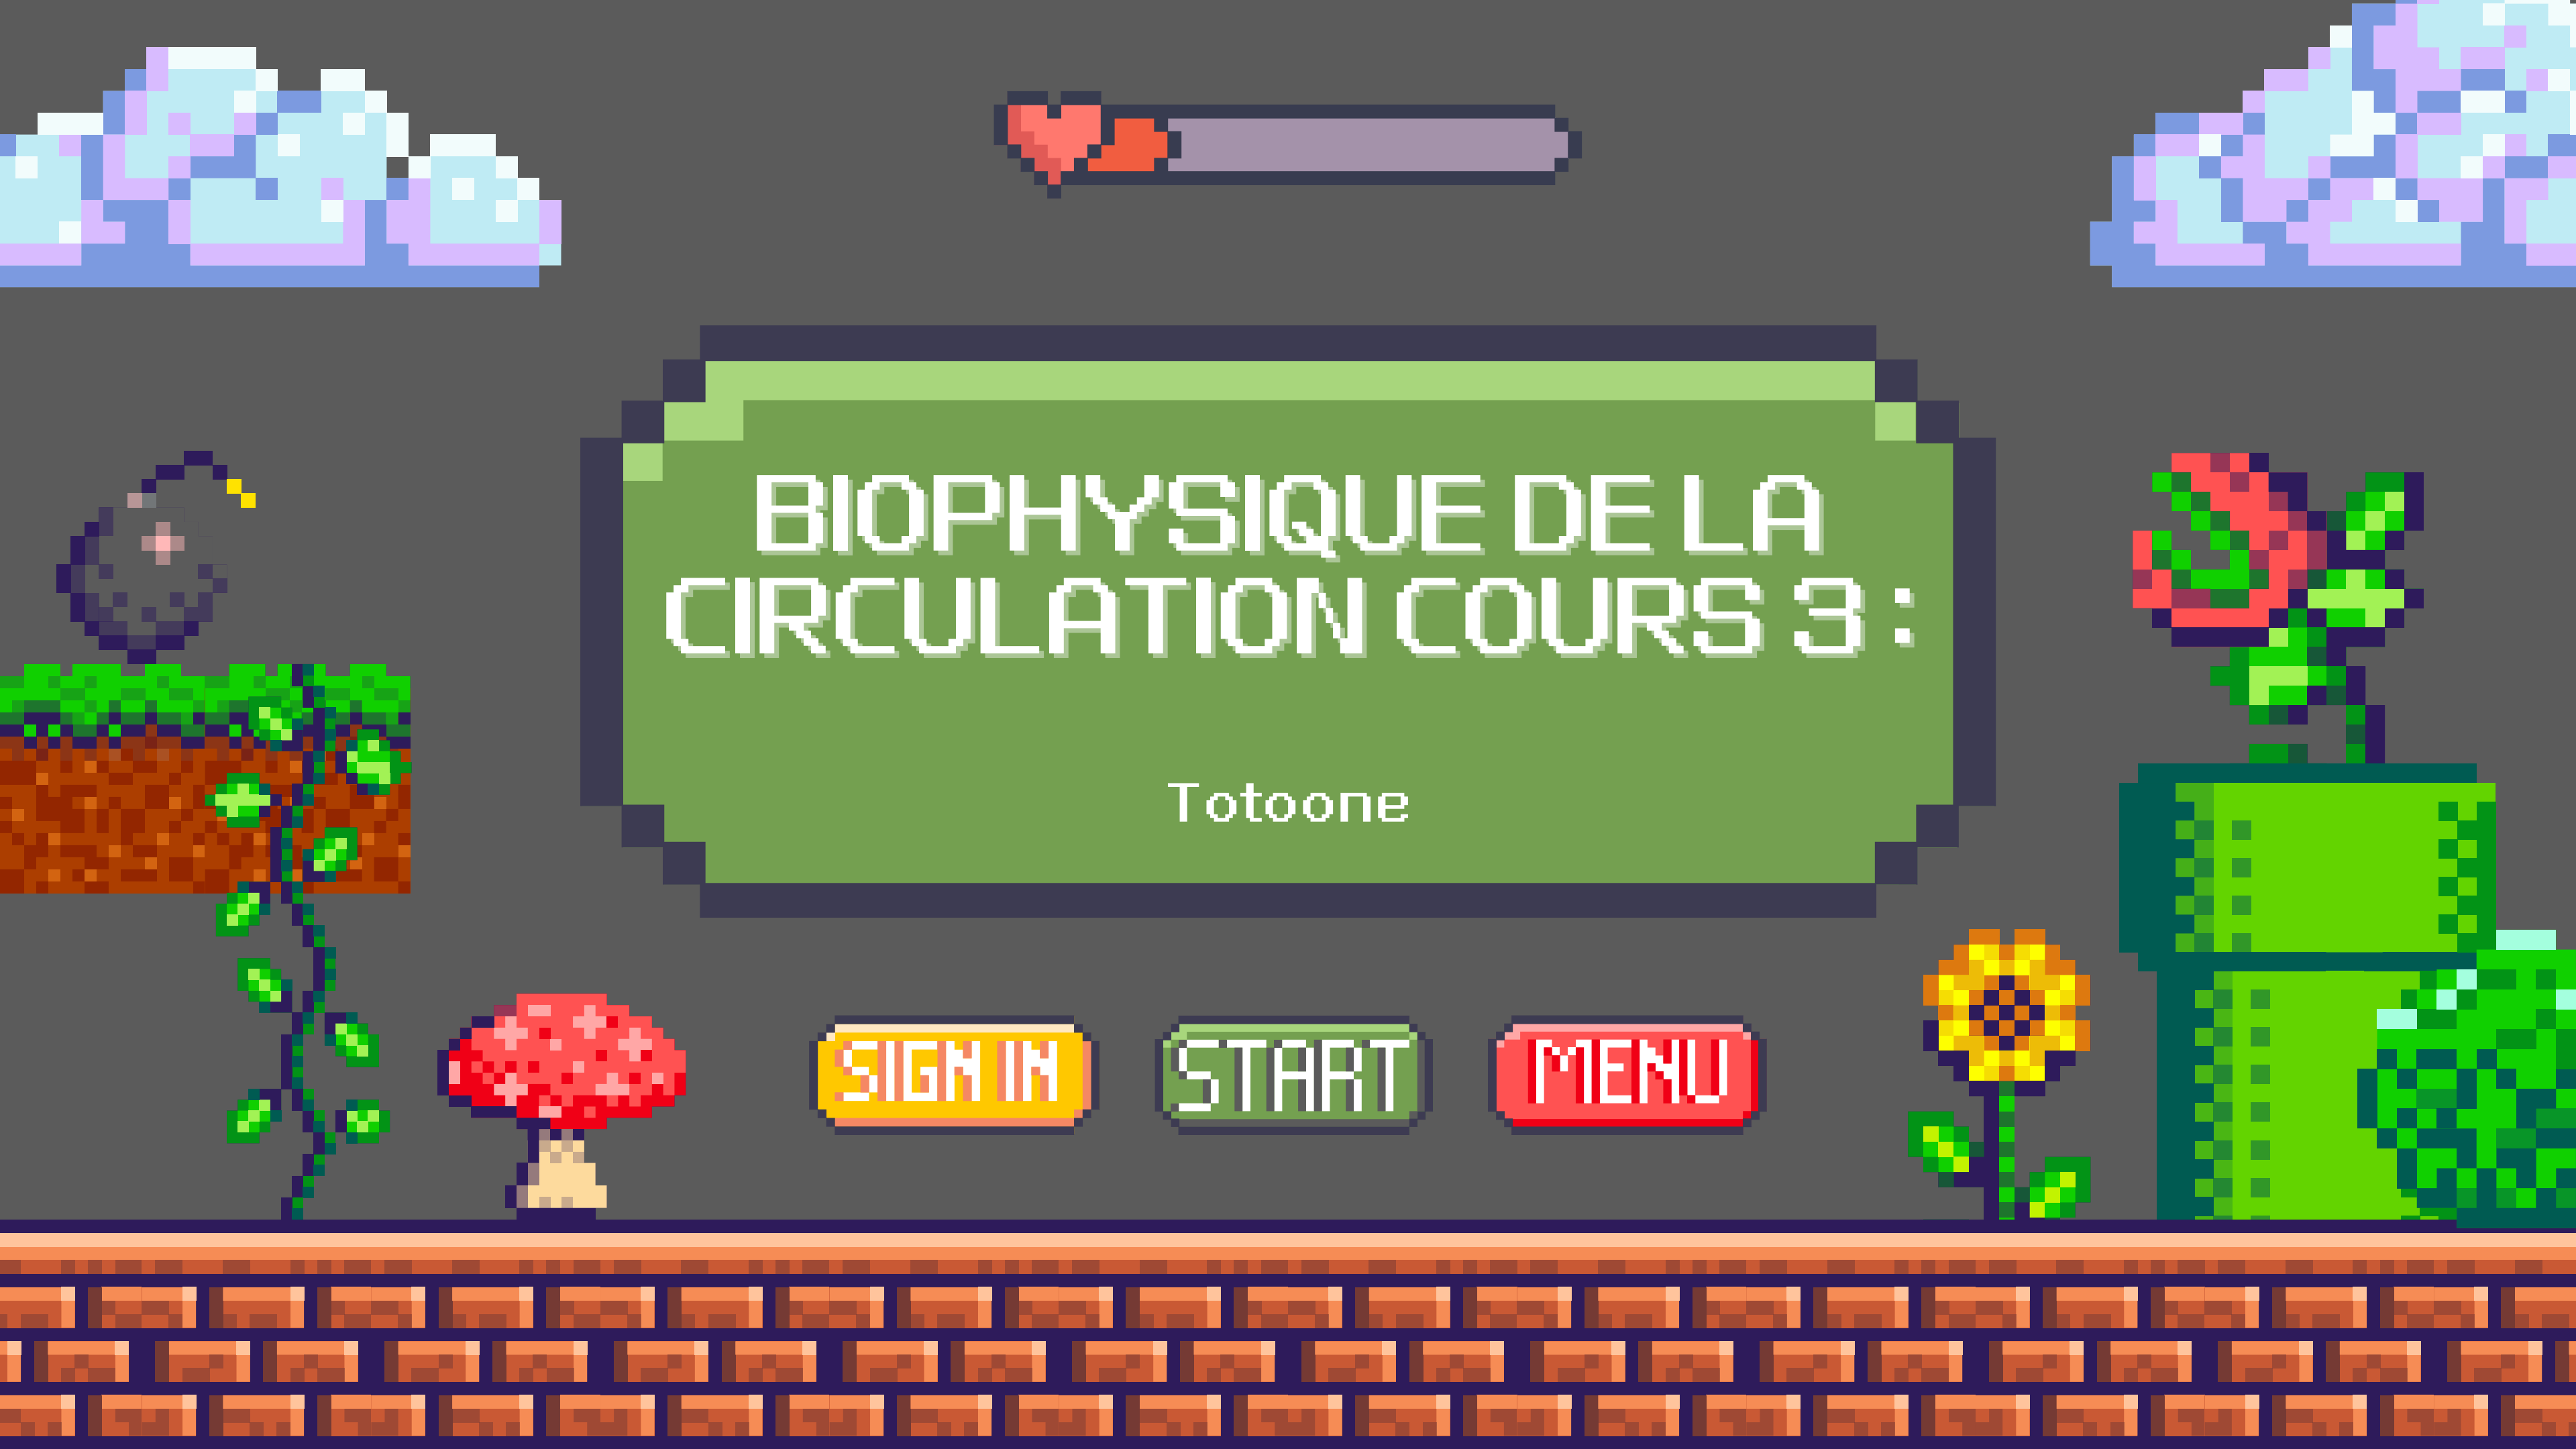 BIOPHYSIQUE DE LA
CIRCULATION COURS 3 :
Totoone
SIGN IN
START
MENU